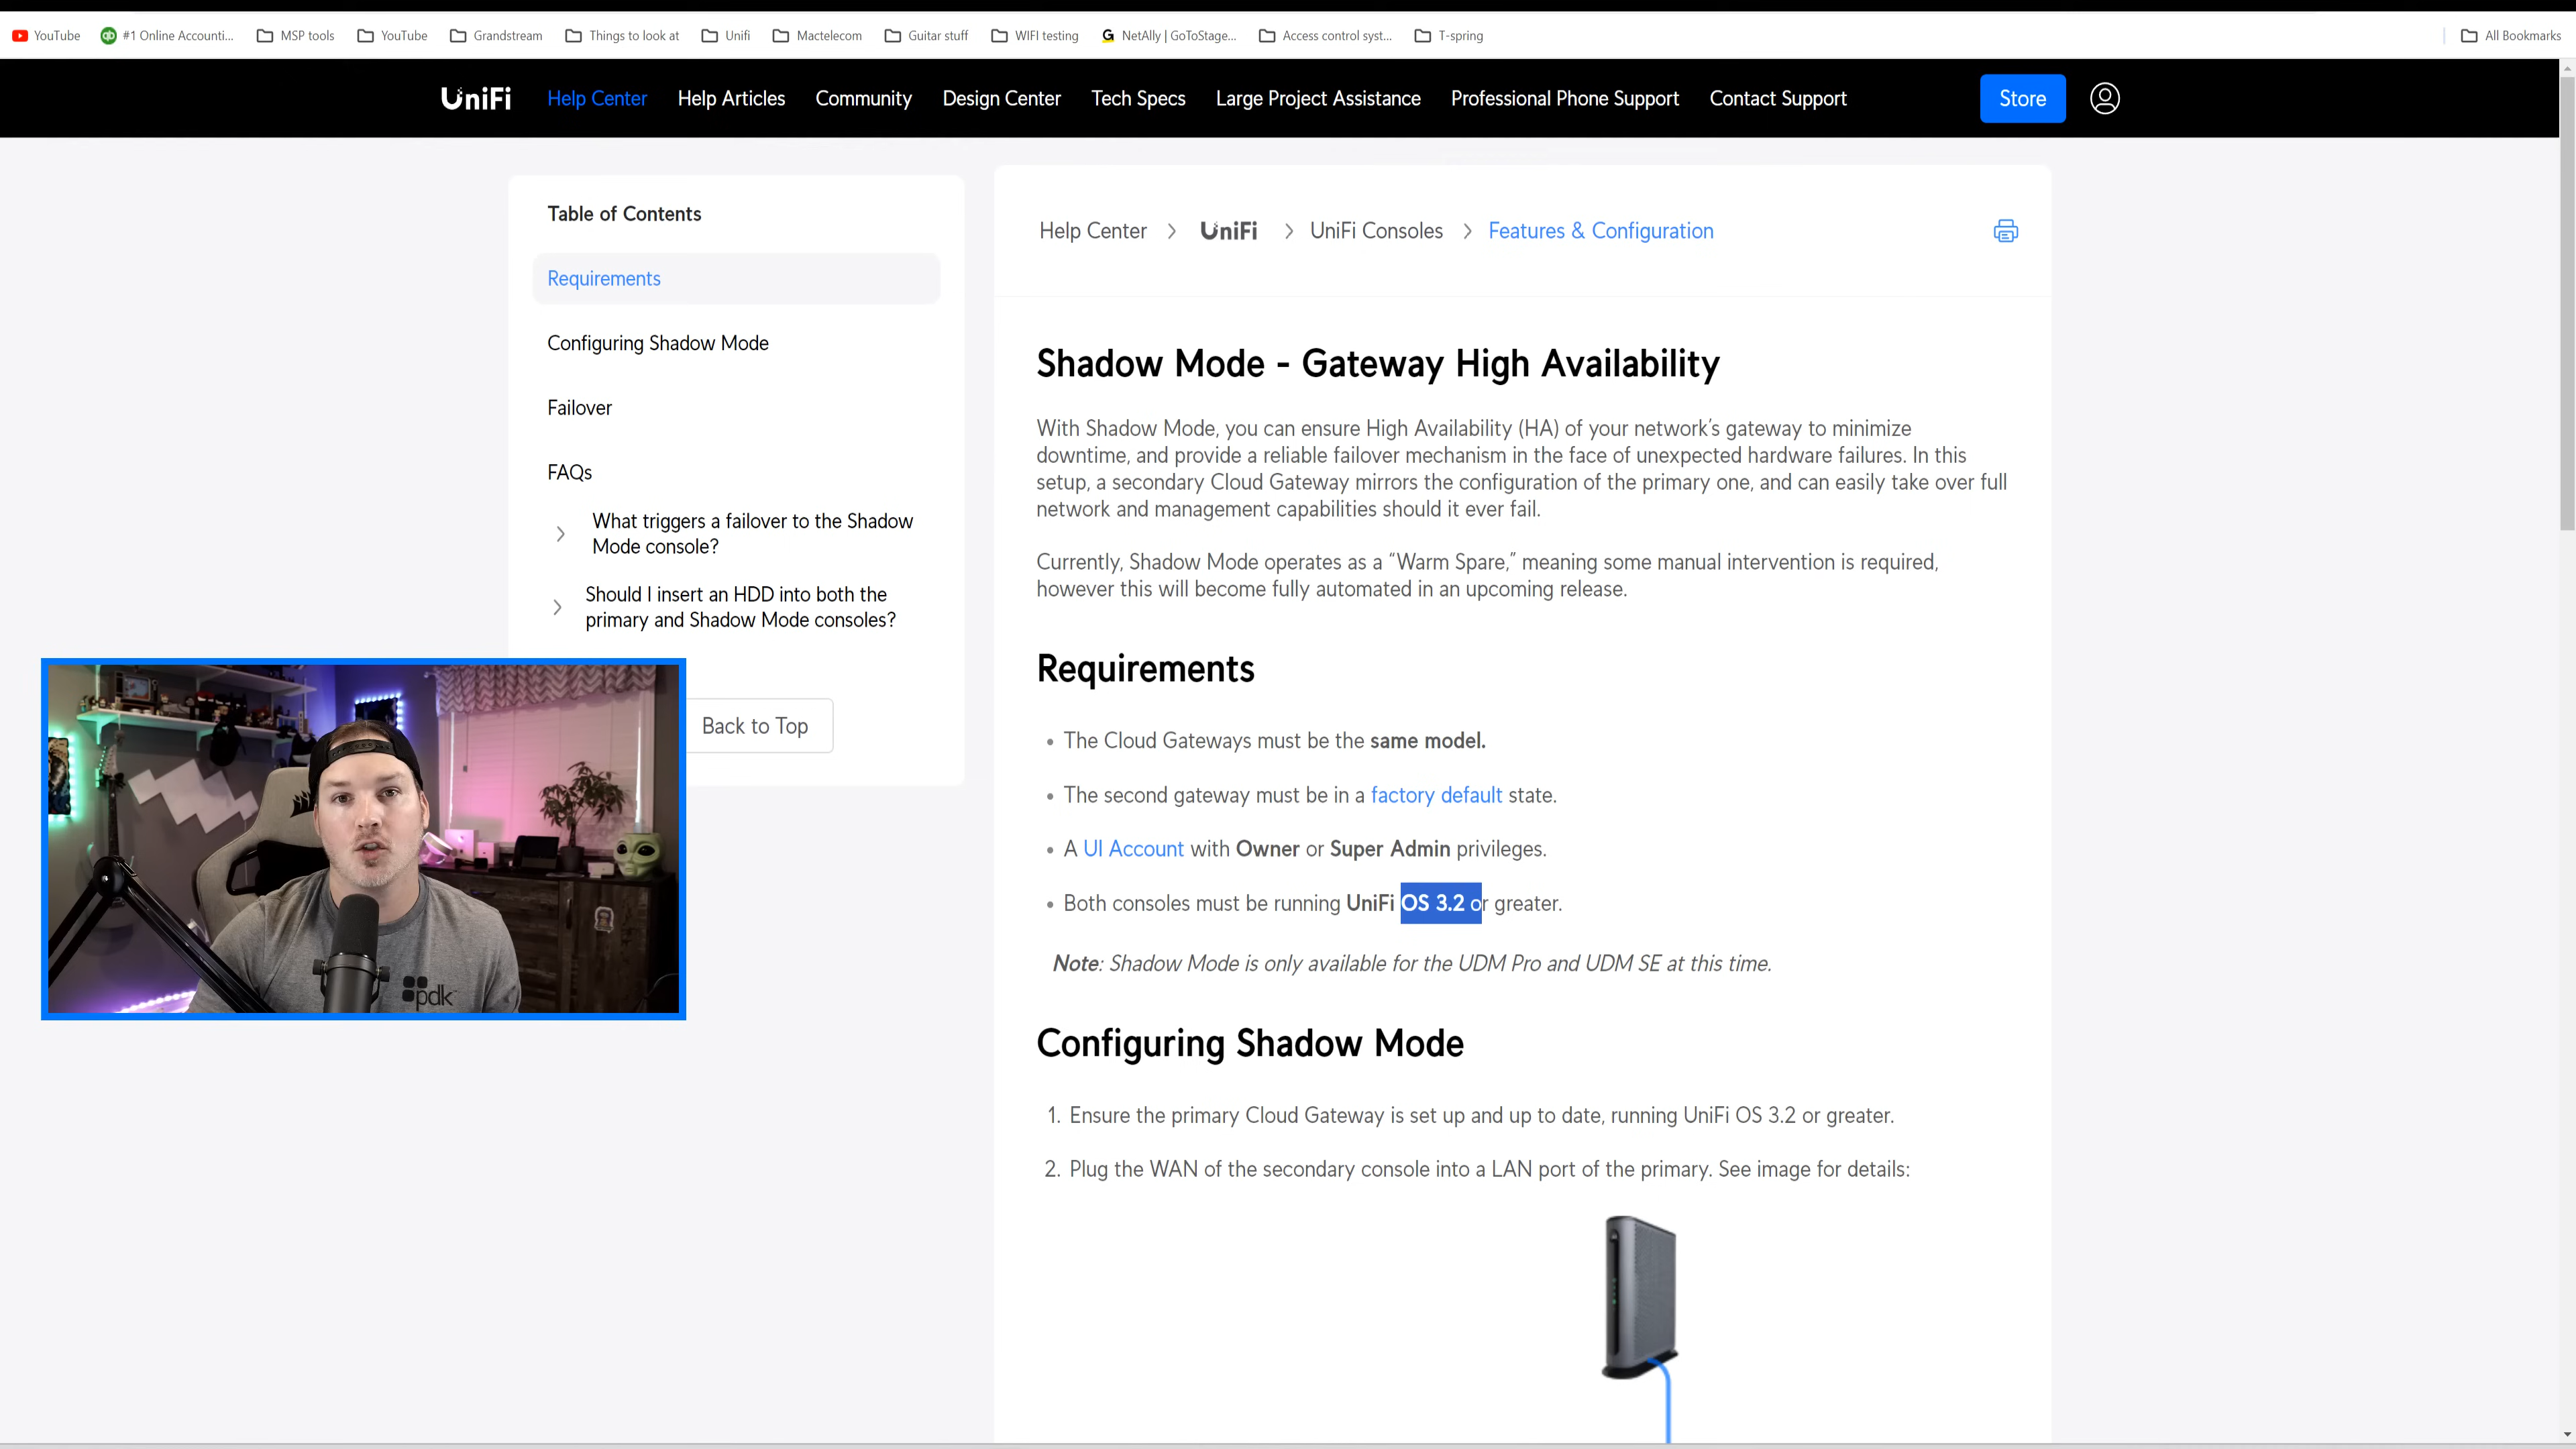 YouTube
#1 Online Accounti...
MSP tools
YouTube
Grandstream
Things to look at
Unifi
Mactelecom
Guitar stuff
WIFI testing
NetAlly | GoToStage...
Access control syst...
T-spring
All Bookmarks
UniFi
Help Center
Help Articles
Community
Design Center
Tech Specs
Large Project Assistance
Professional Phone Support
Contact Support
Store
Table of Contents
Requirements
Configuring Shadow Mode
Failover
FAQs
What triggers a failover to the Shadow
Mode console?
Should I insert an HDD into both the
primary and Shadow Mode consoles?
Back to Top
pdk
Help Center > UniFi > UniFi Consoles > Features & Configuration
Shadow Mode - Gateway High Availability
With Shadow Mode, you can ensure High Availability (HA) of your network’s gateway to minimize
downtime, and provide a reliable failover mechanism in the face of unexpected hardware failures. In this
setup, a secondary Cloud Gateway mirrors the configuration of the primary one, and can easily take over full
network and management capabilities should it ever fail.
Currently, Shadow Mode operates as a “Warm Spare,” meaning some manual intervention is required,
however this will become fully automated in an upcoming release.
Requirements
• The Cloud Gateways must be the same model.
• The second gateway must be in a factory default state.
• A UI Account with Owner or Super Admin privileges.
• Both consoles must be running UniFi OS 3.2 or greater.
Note: Shadow Mode is only available for the UDM Pro and UDM SE at this time.
Configuring Shadow Mode
1. Ensure the primary Cloud Gateway is set up and up to date, running UniFi OS 3.2 or greater.
2. Plug the WAN of the secondary console into a LAN port of the primary. See image for details: